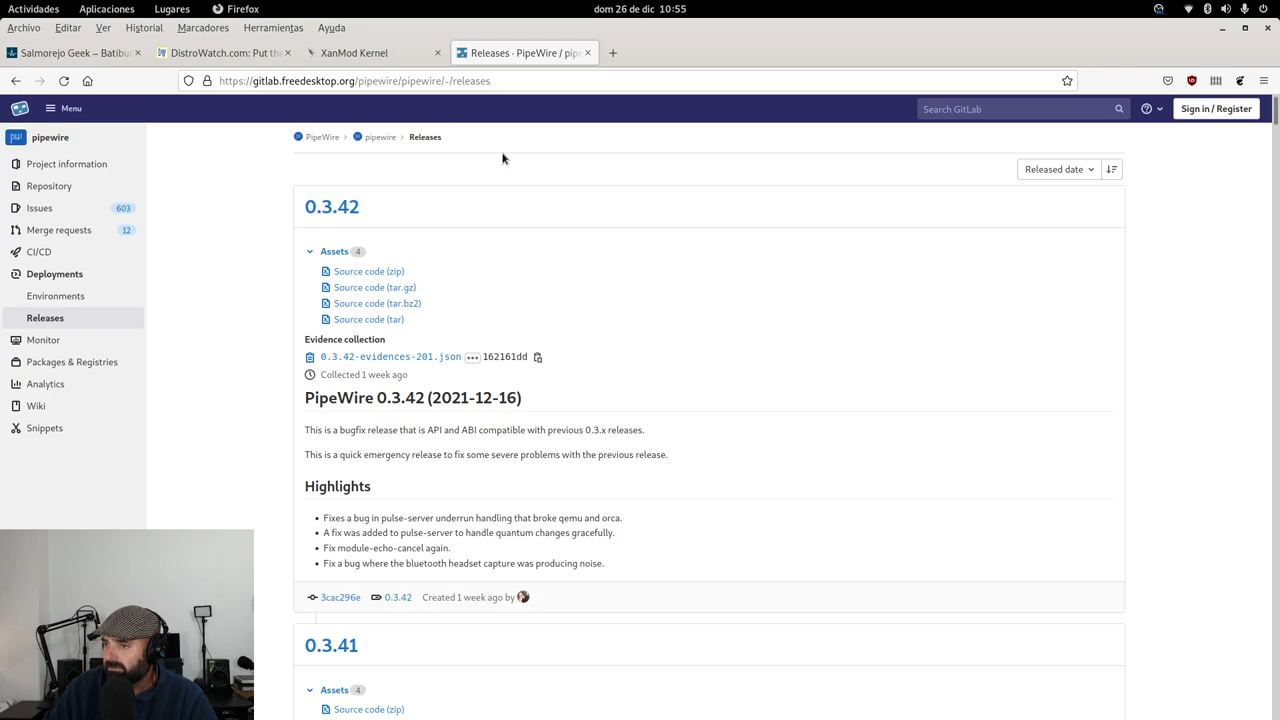 Actividades Aplicaciones Lugares Firefox dom 26 de dic 10:55
Archivo Editar Ver Historial Marcadores Herramientas Ayuda
Salmorejo Geek – Batibu DistroWatch.com: Put the XanMod Kernel Releases · PipeWire / pipe
https://gitlab.freedesktop.org/pipewire/pipewire/-/releases
Menu Search GitLab Sign in / Register
pw pipewire
Project information
Repository
Issues 603
Merge requests 12
CI/CD
Deployments
Environments
Releases
Monitor
Packages & Registries
Analytics
Wiki
Snippets
PipeWire › pipewire › Releases
Released date
0.3.42
Assets 4
Source code (zip)
Source code (tar.gz)
Source code (tar.bz2)
Source code (tar)
Evidence collection
0.3.42-evidences-201.json ••• 162161dd
Collected 1 week ago
PipeWire 0.3.42 (2021-12-16)
This is a bugfix release that is API and ABI compatible with previous 0.3.x releases.
This is a quick emergency release to fix some severe problems with the previous release.
Highlights
• Fixes a bug in pulse-server underrun handling that broke qemu and orca.
• A fix was added to pulse-server to handle quantum changes gracefully.
• Fix module-echo-cancel again.
• Fix a bug where the bluetooth headset capture was producing noise.
3cac296e 0.3.42 Created 1 week ago by
0.3.41
Assets 4
Source code (zip)